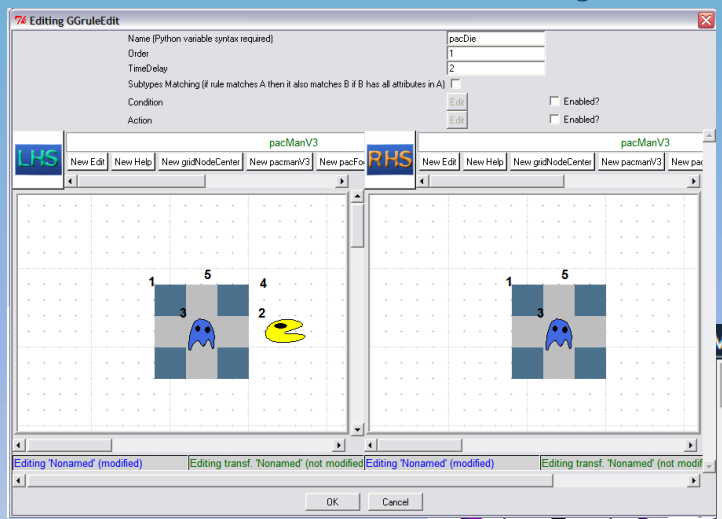 Editing GGruleEdit
Name (Python variable syntax required) pacDie
Order 1
TimeDelay 2
Subtypes Matching (if rule matches A then it also matches B if B has all attributes in A)
Condition Edit Enabled?
Action Edit Enabled?
LHS pacManV3
New Edit New Help New gridNodeCenter New pacmanV3 New pacFoo
RHS pacManV3
New Edit New Help New gridNodeCenter New pacmanV3 New pac
1 5 4
3 2
1 5
3
Editing 'Nonamed' (modified) Editing transf. 'Nonamed' (not modified
Editing 'Nonamed' (modified) Editing transf. 'Nonamed' (not modif
OK Cancel